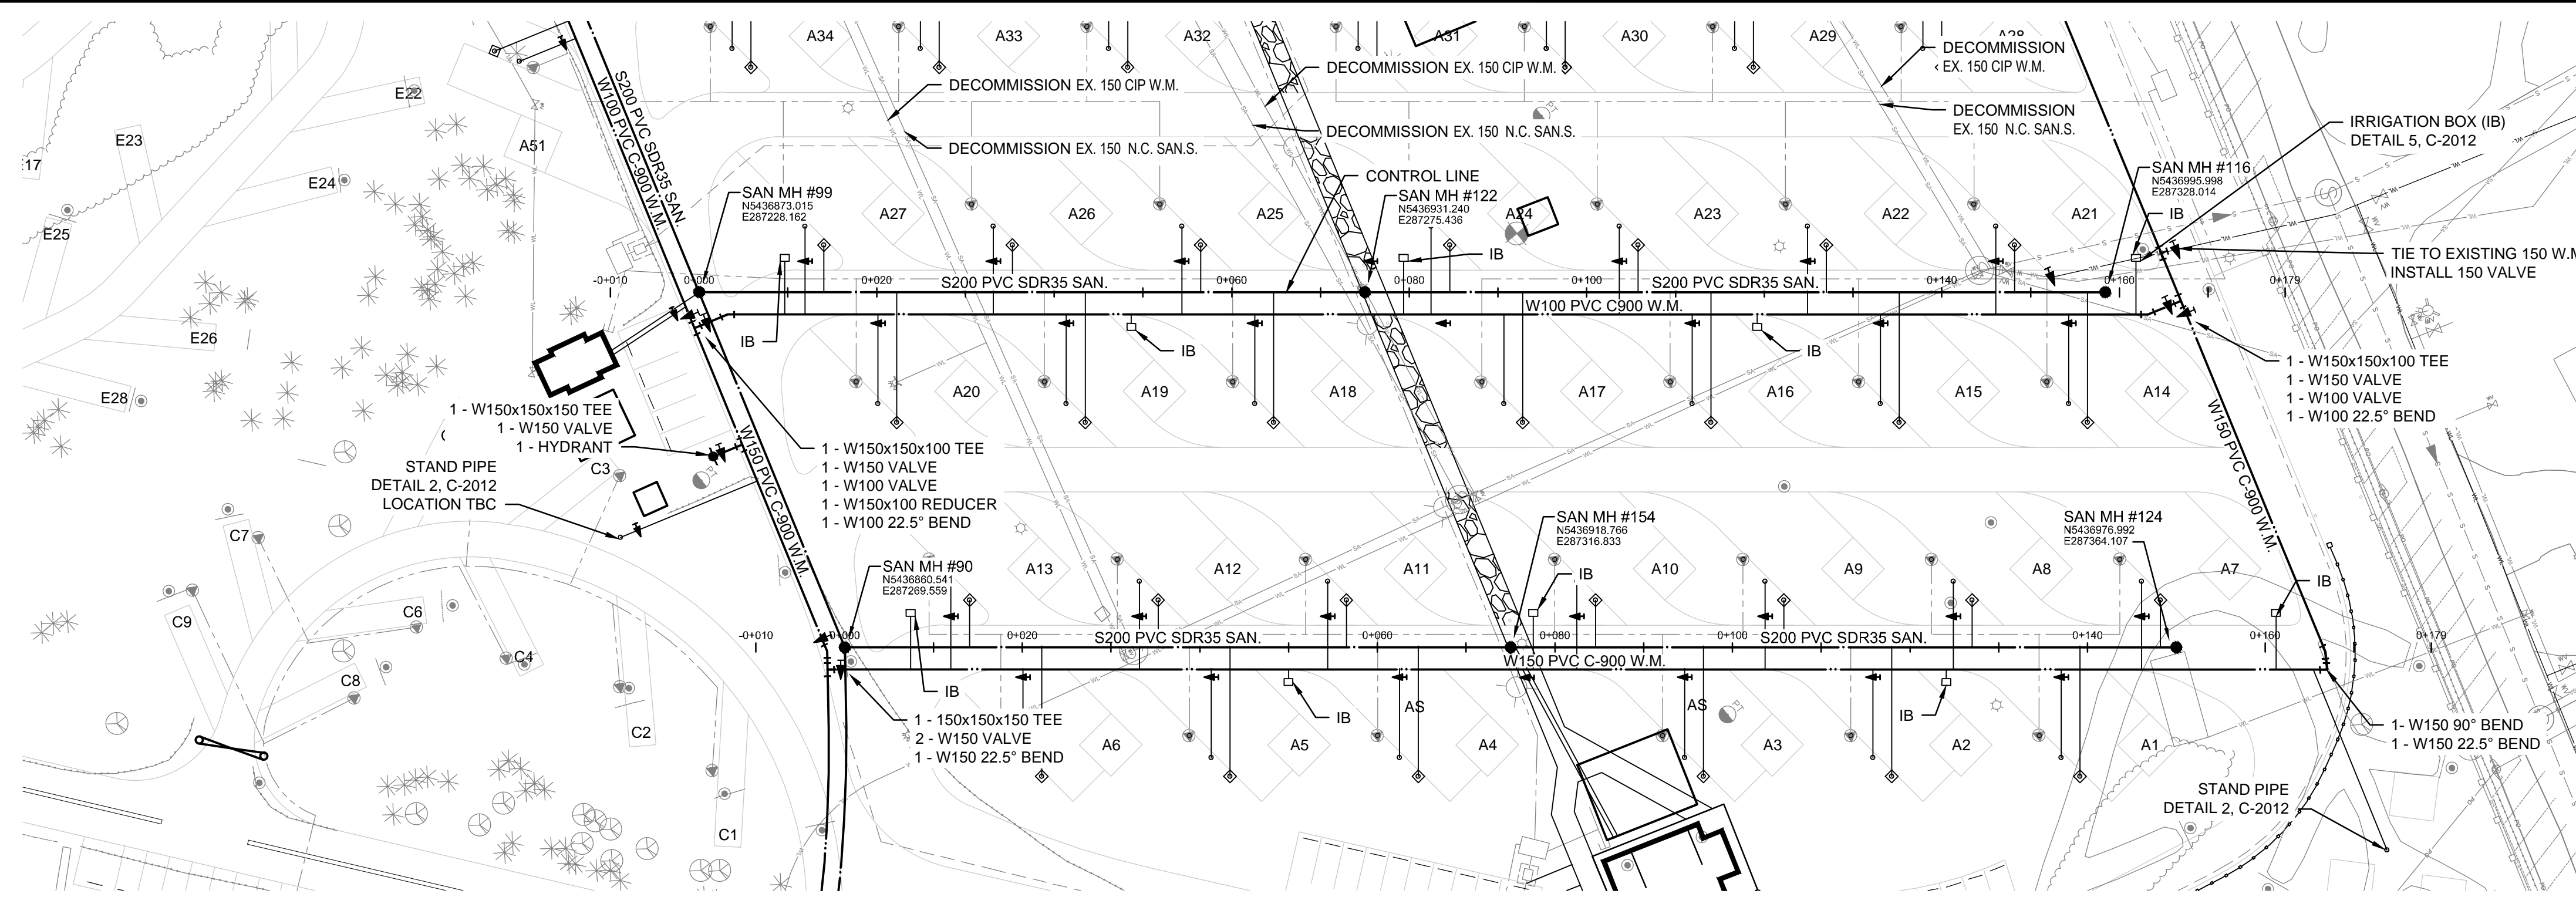 A34
A33
A32
A31
A30
A29
A28
DECOMMISSION EX. 150 CIP W.M.
DECOMMISSION EX. 150 N.C. SAN.S.
DECOMMISSION EX. 150 CIP W.M.
DECOMMISSION EX. 150 N.C. SAN.S.
DECOMMISSION
EX. 150 CIP W.M.
DECOMMISSION
EX. 150 N.C. SAN.S.
IRRIGATION BOX (IB)
DETAIL 5, C-2012
S200 PVC SDR35 SAN.
W100 PVC C-900 W.M.
E22
E23
A51
E17
E24
E25
E26
E28
SAN MH #99
N5436873.015
E287228.162
CONTROL LINE
SAN MH #122
N5436931.240
E287275.436
SAN MH #116
N5436995.998
E287328.014
IB
A27
A26
A25
A24
A23
A22
A21
IB
TIE TO EXISTING 150 W.M
INSTALL 150 VALVE
-0+010
0+000
0+020
S200 PVC SDR35 SAN.
0+060
0+080
0+100
S200 PVC SDR35 SAN.
0+140
0+160
0+179
W100 PVC C900 W.M.
IB
IB
IB
A20
A19
A18
A17
A16
A15
A14
1 - W150x150x100 TEE
1 - W150 VALVE
1 - W100 VALVE
1 - W100 22.5° BEND
1 - W150x150x150 TEE
1 - W150 VALVE
1 - HYDRANT
STAND PIPE
DETAIL 2, C-2012
LOCATION TBC
W150 PVC C-900 W.M.
1 - W150x150x100 TEE
1 - W150 VALVE
1 - W100 VALVE
1 - W150x100 REDUCER
1 - W100 22.5° BEND
W150 PVC C-900 W.M.
PT
PT
C3
C7
C9
C6
C8
C4
C2
C1
SAN MH #90
N5436860.541
E287269.559
SAN MH #154
N5436918.766
E287316.833
SAN MH #124
N5436976.992
E287364.107
A13
A12
A11
A10
A9
A8
A7
IB
IB
-0+010
0+000
0+020
S200 PVC SDR35 SAN.
0+060
0+080
0+100
S200 PVC SDR35 SAN.
0+140
0+160
0+179
W150 PVC C-900 W.M.
IB
IB
IB
AS
AS
PT
1 - 150x150x150 TEE
2 - W150 VALVE
1 - W150 22.5° BEND
A6
A5
A4
A3
A2
A1
1- W150 90° BEND
1 - W150 22.5° BEND
STAND PIPE
DETAIL 2, C-2012